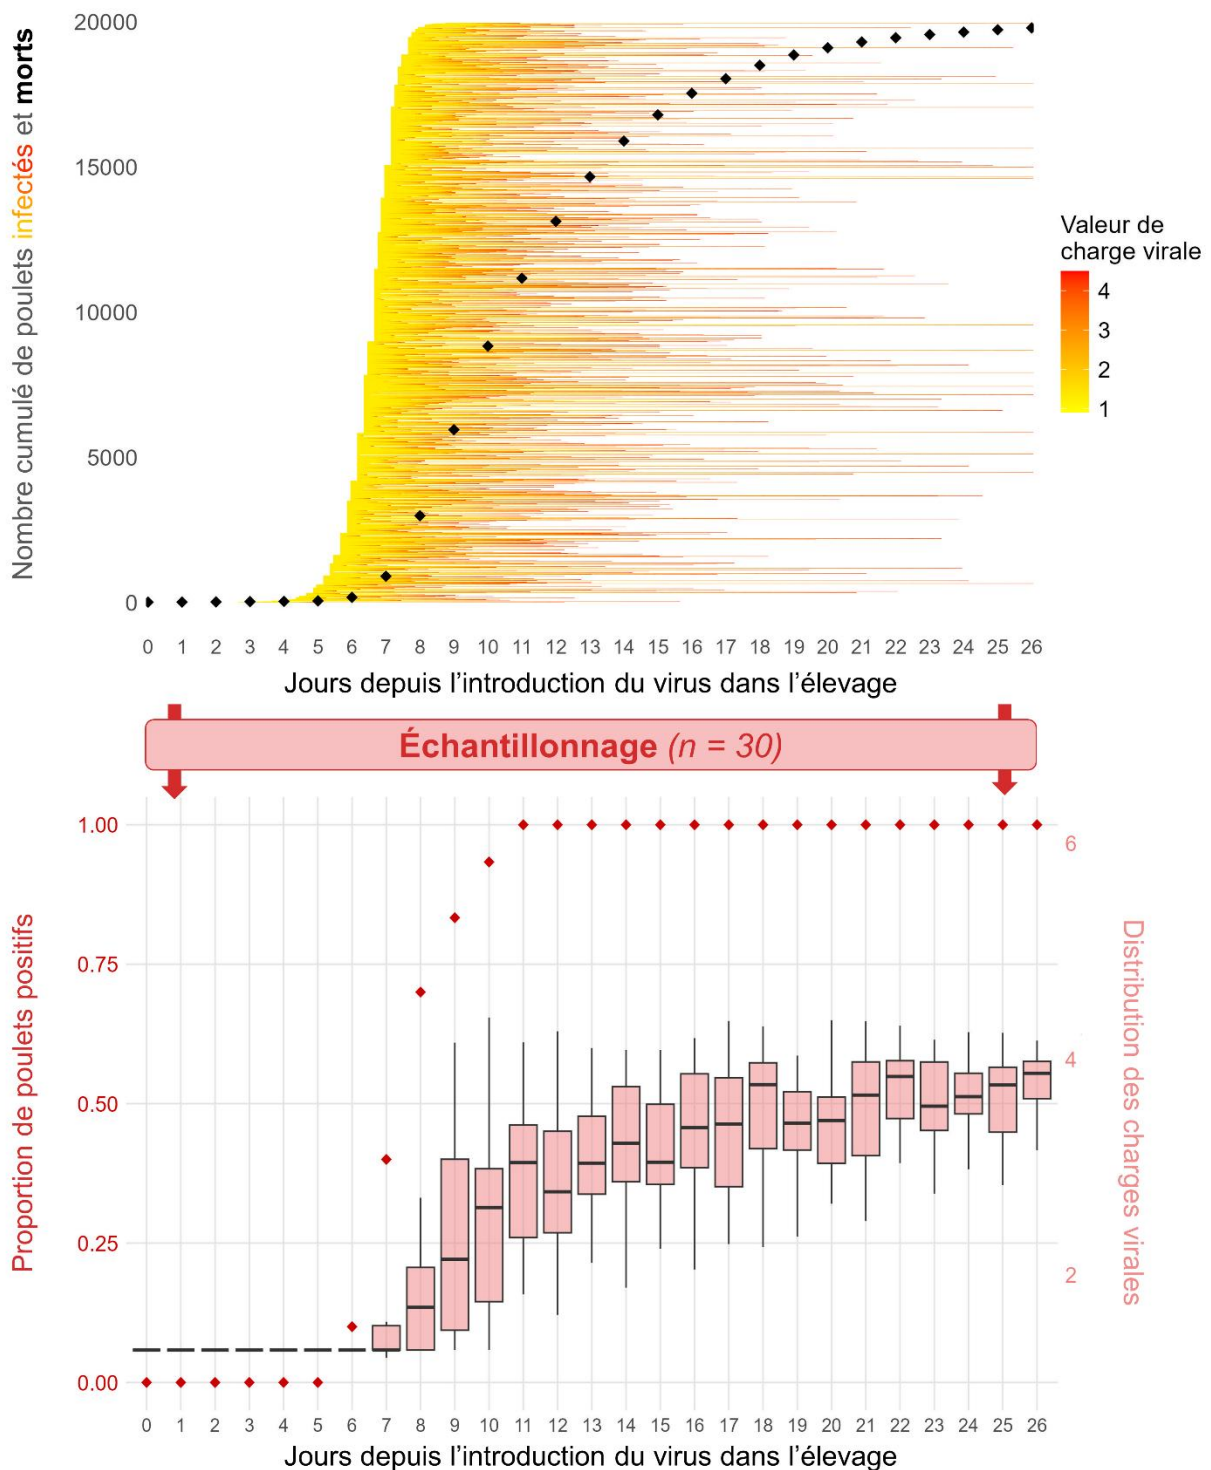 Nombre cumulé de poulets infectés et morts
20000
15000
10000
5000
0
0 1 2 3 4 5 6 7 8 9 10 11 12 13 14 15 16 17 18 19 20 21 22 23 24 25 26
Jours depuis l'introduction du virus dans l'élevage
Valeur de
charge virale
4
3
2
1
Échantillonnage (n = 30)
Proportion de poulets positifs
1.00
0.75
0.50
0.25
0.00
6
4
2
Distribution des charges virales
0 1 2 3 4 5 6 7 8 9 10 11 12 13 14 15 16 17 18 19 20 21 22 23 24 25 26
Jours depuis l'introduction du virus dans l'élevage